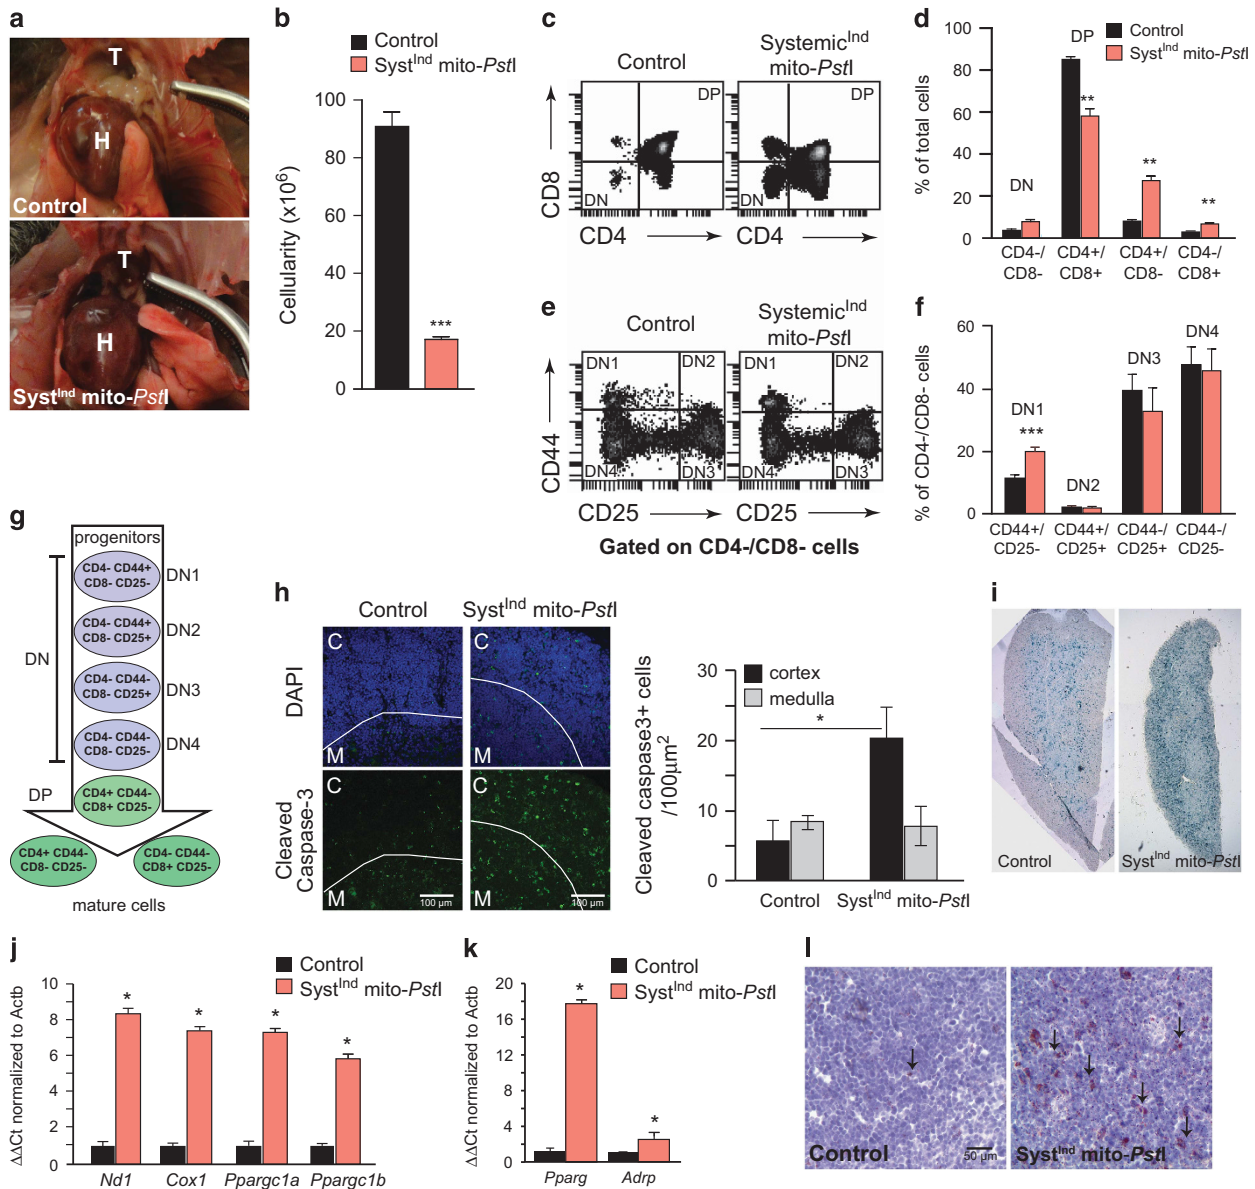 a
T
H
Control
T
H
Syst^Ind mito-PstI
b
Control
Syst^Ind mito-PstI
Cellularity (x10^6)
100
80
60
40
20
0
***
c
Control
Systemic^Ind
mito-PstI
DP
DN
DP
DN
CD8
CD4
CD4
d
Control
Syst^Ind mito-PstI
% of total cells
100
80
60
40
20
0
DN
DP
**
**
**
CD4-/
CD8-
CD4+/
CD8+
CD4+/
CD8-
CD4-/
CD8+
e
Control
Systemic^Ind
mito-PstI
DN1
DN2
DN4
DN3
DN1
DN2
DN4
DN3
CD44
CD25
CD25
Gated on CD4-/CD8- cells
f
% of CD4-/CD8- cells
60
40
20
0
DN1
***
DN2
DN3
DN4
CD44+/
CD25-
CD44+/
CD25+
CD44-/
CD25+
CD44-/
CD25-
g
progenitors
DN
CD4- CD44+
CD8- CD25-
DN1
CD4- CD44+
CD8- CD25+
DN2
CD4- CD44-
CD8- CD25+
DN3
CD4- CD44-
CD8- CD25-
DN4
DP
CD4+ CD44-
CD8+ CD25-
CD4+ CD44-
CD8- CD25-
CD4- CD44-
CD8+ CD25-
mature cells
h
Control
Syst^Ind mito-PstI
DAPI
C
M
C
M
Cleaved
Caspase-3
C
M
100 µm
C
M
100 µm
Cleaved caspase3+ cells
/100µm^2
30
20
10
0
cortex
medulla
*
Control
Syst^Ind mito-PstI
i
Control
Syst^Ind mito-PstI
j
Control
Syst^Ind mito-PstI
ΔΔCt normalized to Actb
10
8
6
4
2
0
*
*
*
*
Nd1
Cox1
Ppargc1a
Ppargc1b
k
Control
Syst^Ind mito-PstI
ΔΔCt normalized to Actb
20
16
12
8
4
0
*
*
Pparg
Adrp
l
Control
50 µm
Syst^Ind mito-PstI